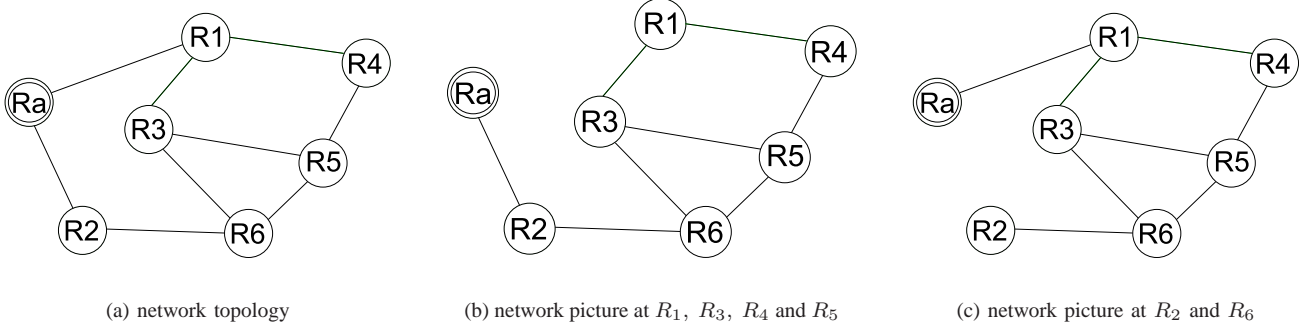 R1
R4
Ra
R3
R5
R2
R6
R1
R4
Ra
R3
R5
R2
R6
R1
R4
Ra
R3
R5
R2
R6
(a) network topology
(b) network picture at R1, R3, R4 and R5
(c) network picture at R2 and R6